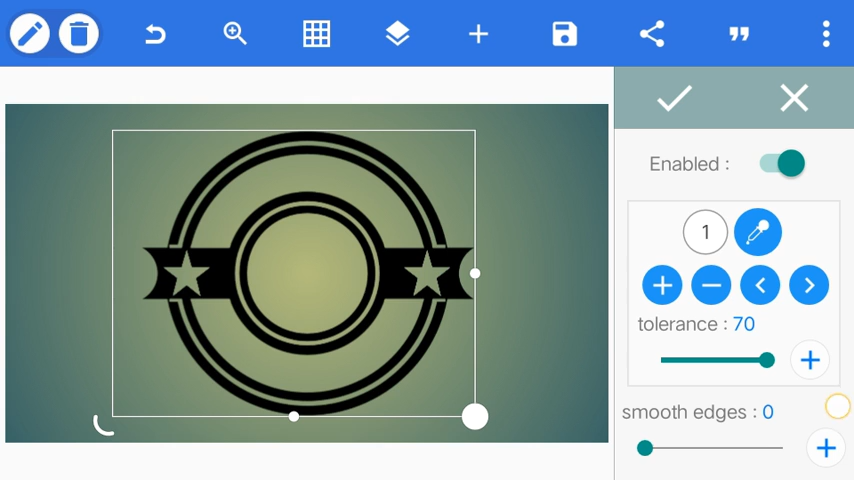 Enabled :
1
tolerance : 70
smooth edges : 0